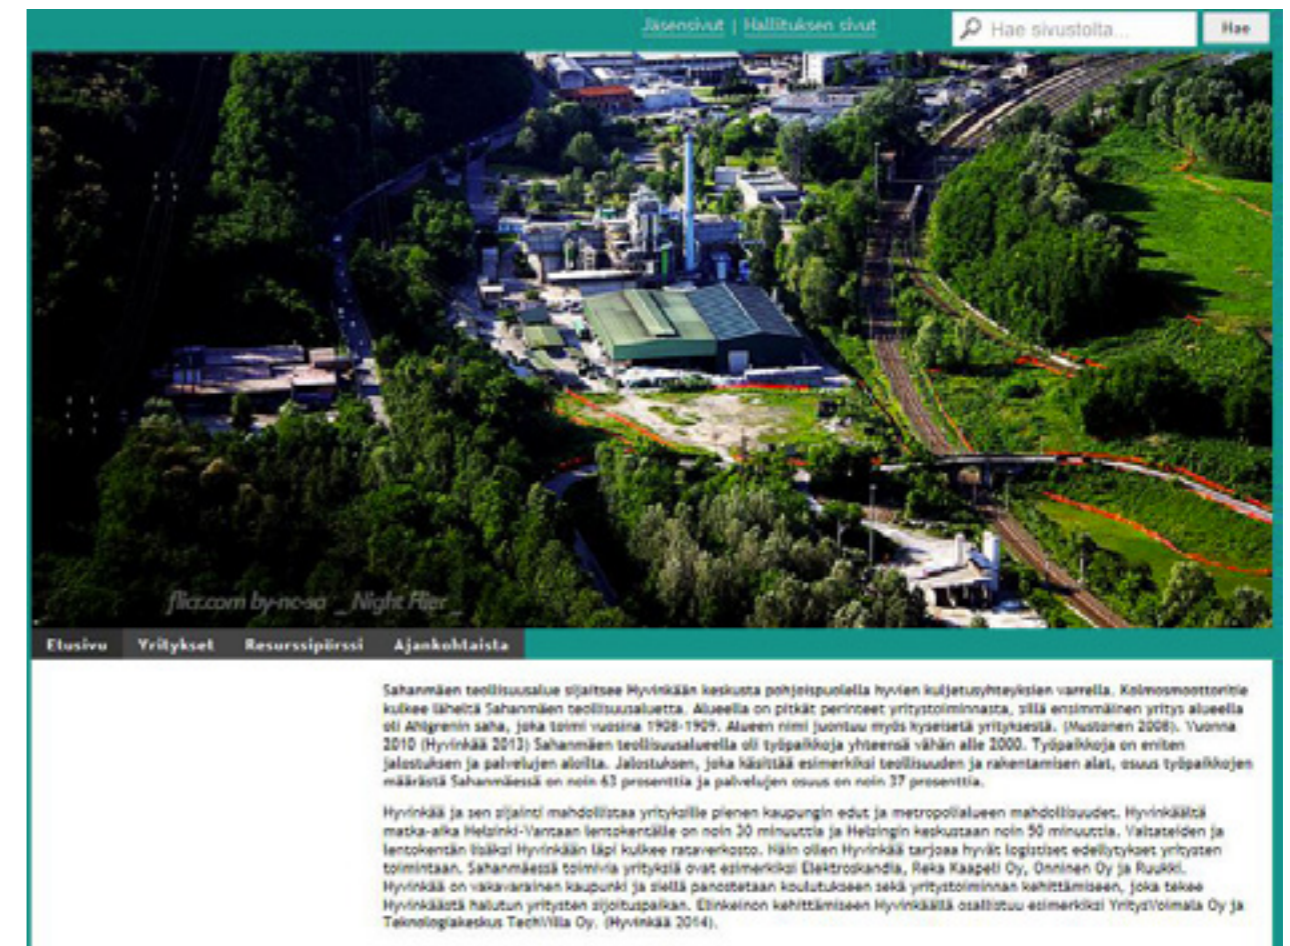 Jäsensivut | Hallituksen sivut
Hae sivustolta...
Hae
flicr.com by-nc-sa _ Night Flier _
Etusivu Yritykset Resurssipörssi Ajankohtaista
Sahanmäen teollisuusalue sijaitsee Hyvinkään keskusta pohjoispuolella hyvien kuljetusyhteyksien varrella. Kolmosmoottoritie
kulkee läheltä Sahanmäen teollisuusaluetta. Alueella on pitkät perinteet yritystoiminnasta, sillä ensimmäinen yritys alueella
oli Ahlgrenin saha, joka toimi vuosina 1908-1909. Alueen nimi juontuu myös kyseisetä yrityksestä. (Mustonen 2008). Vuonna
2010 (Hyvinkää 2013) Sahanmäen teollisuusalueella oli työpaikkoja yhteensä vähän alle 2000. Työpaikkoja on eniten
jalostuksen ja palvelujen aloilta. Jalostuksen, joka käsittää esimerkiksi teollisuuden ja rakentamisen alat, osuus työpaikkojen
määrästä Sahanmäessä on noin 63 prosenttia ja palvelujen osuus on noin 37 prosenttia.
Hyvinkää ja sen sijainti mahdollistaa yrityksille pienen kaupungin edut ja metropolialueen mahdollisuudet. Hyvinkäältä
matka-aika Helsinki-Vantaan lentokentälle on noin 30 minuuttia ja Helsingin keskustaan noin 50 minuuttia. Valtateiden ja
lentokentän lisäksi Hyvinkään läpi kulkee rataverkosto. Näin ollen Hyvinkää tarjoaa hyvät logistiset edellytykset yritysten
toimintaan. Sahanmäessä toimivia yrityksiä ovat esimerkiksi Elektroskandia, Reka Kaapeli Oy, Onninen Oy ja Ruukki.
Hyvinkää on vakavarainen kaupunki ja siellä panostetaan koulutukseen sekä yritystoiminnan kehittämiseen, joka tekee
Hyvinkäästä halutun yritysten sijoituspaikan. Elinkeinon kehittämiseen Hyvinkäällä osallistuu esimerkiksi YritysVoimala Oy ja
Teknologiakeskus TechVilla Oy. (Hyvinkää 2014).